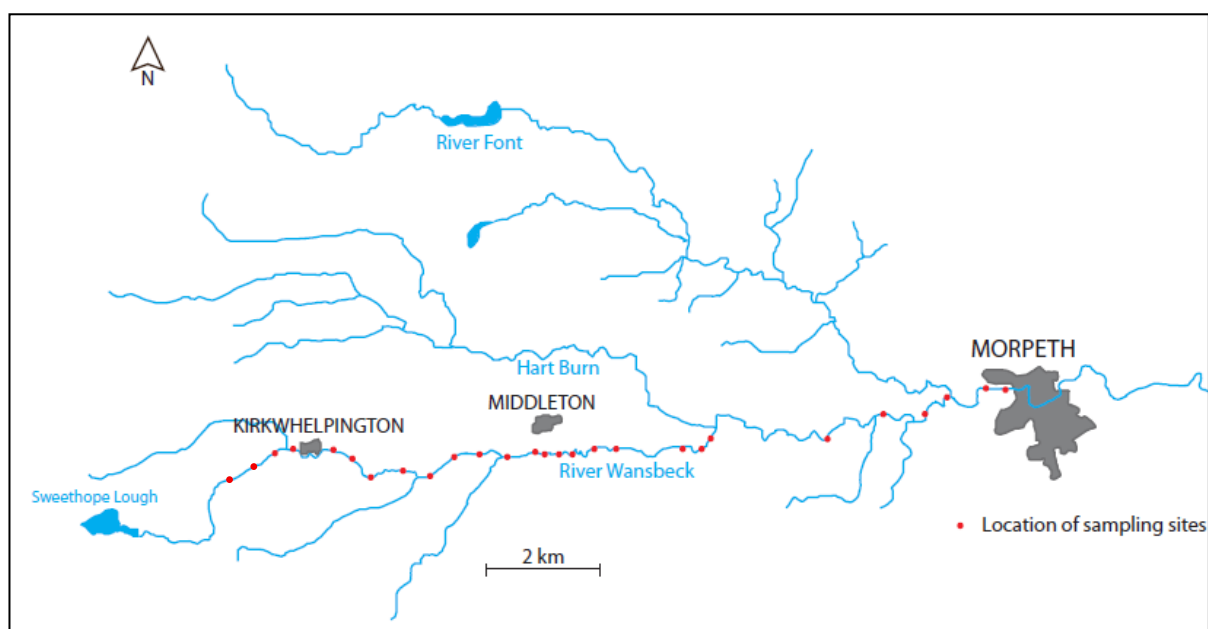 N
River Font
Hart Burn
MORPETH
MIDDLETON
KIRKWHELPINGTON
River Wansbeck
Sweethope Lough
Location of sampling sites
2 km